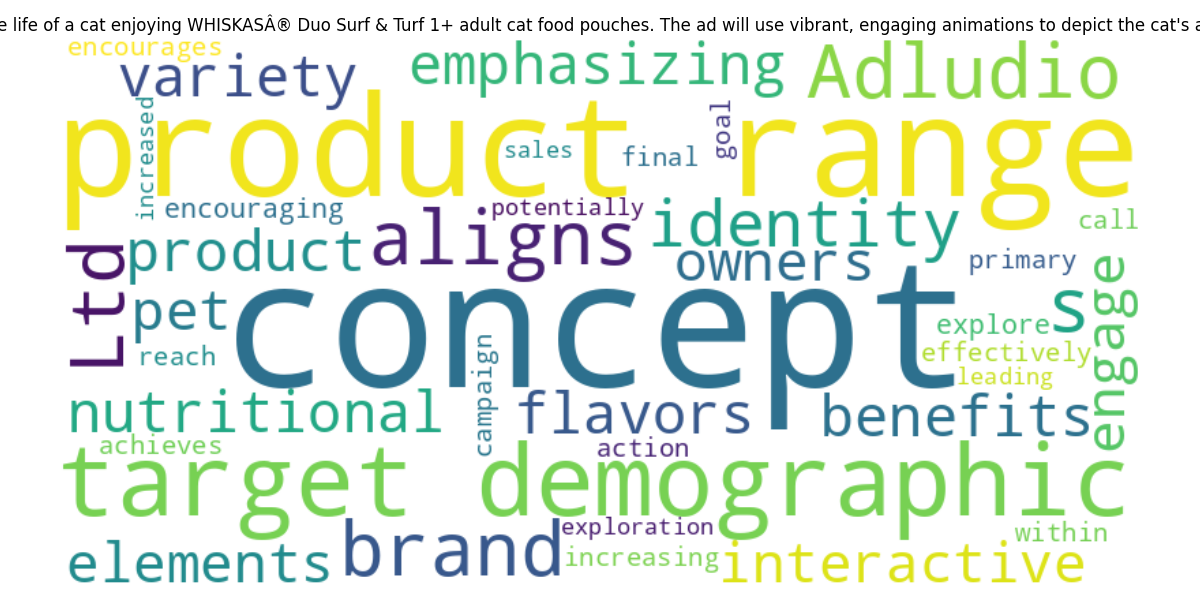 e life of a cat enjoying WHISKASÂ® Duo Surf & Turf 1+ adult cat food pouches. The ad will use vibrant, engaging animations to depict the cat's a
encourages
variety
emphasizing
Adludio
product range
increased
sales
final
goal
encouraging
potentially
identity
call
Ltd
product
aligns
owners
primary
pet
concept
s
engage
reach
explore
effectively
campaign
leading
nutritional
flavors
benefits
achieves
action
target demographic
elements
brand
exploration
increasing
interactive
within